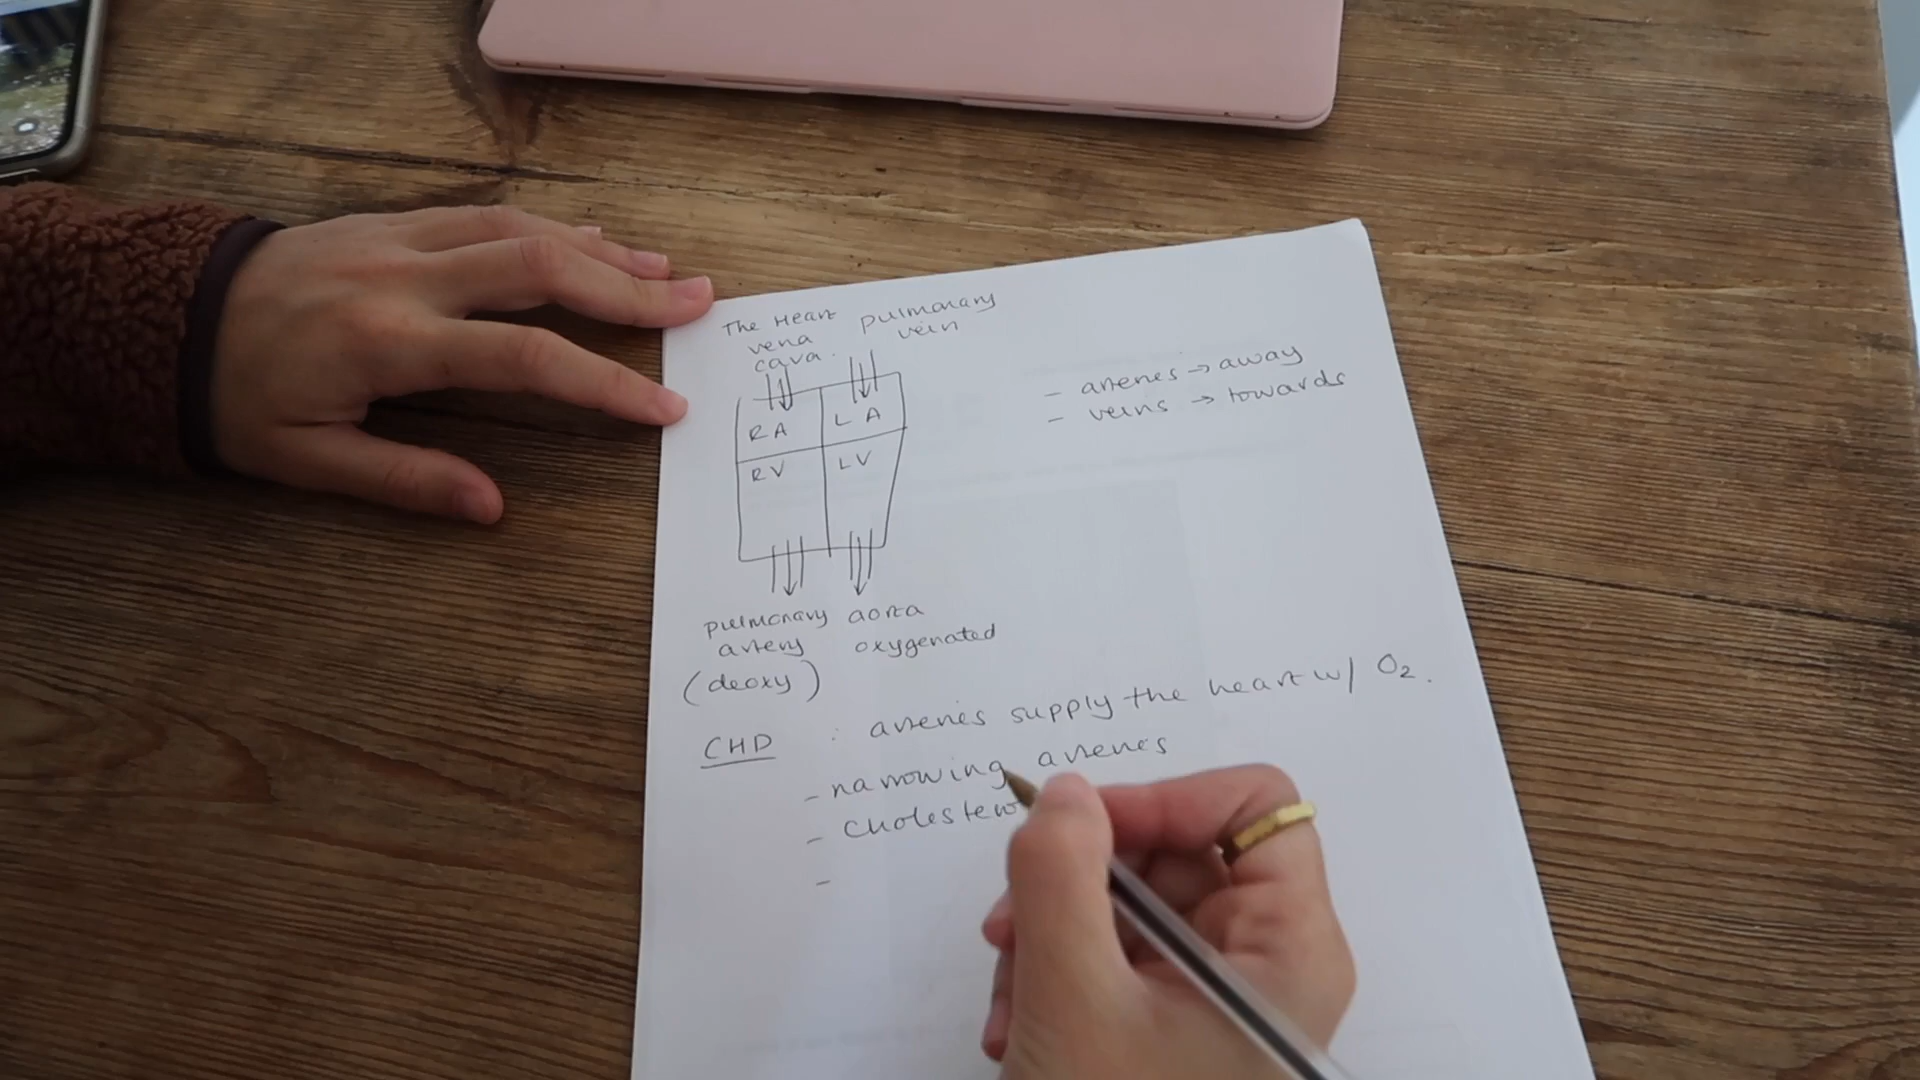 The Heart
vena
cava.
pulmonary
vein
RA
LA
RV
LV
- arteries → away
- veins → towards
pulmonary
artery
(deoxy)
aorta
oxygenated
CHD : arteries supply the heart w/ O₂.
- narrowing arteries
-
-